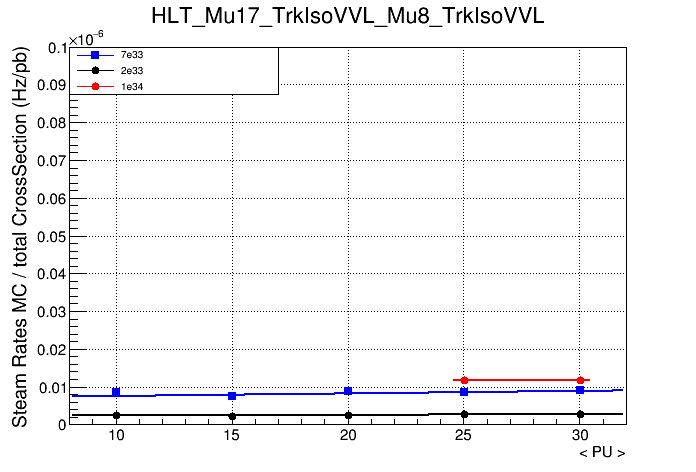 HLT_Mu17_TrkIsoVVL_Mu8_TrkIsoVVL
×10⁻⁶
7e33
2e33
1e34
Steam Rates MC / total CrossSection (Hz/pb)
0.1
0.09
0.08
0.07
0.06
0.05
0.04
0.03
0.02
0.01
0
10 15 20 25 30
< PU >